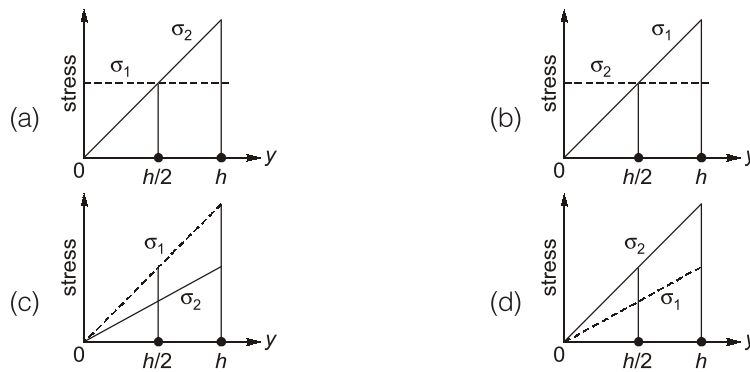 (a)
stress
σ1
σ2
0
h/2
h
y
(b)
stress
σ2
σ1
0
h/2
h
y
(c)
stress
σ1
σ2
0
h/2
h
y
(d)
stress
σ2
σ1
0
h/2
h
y